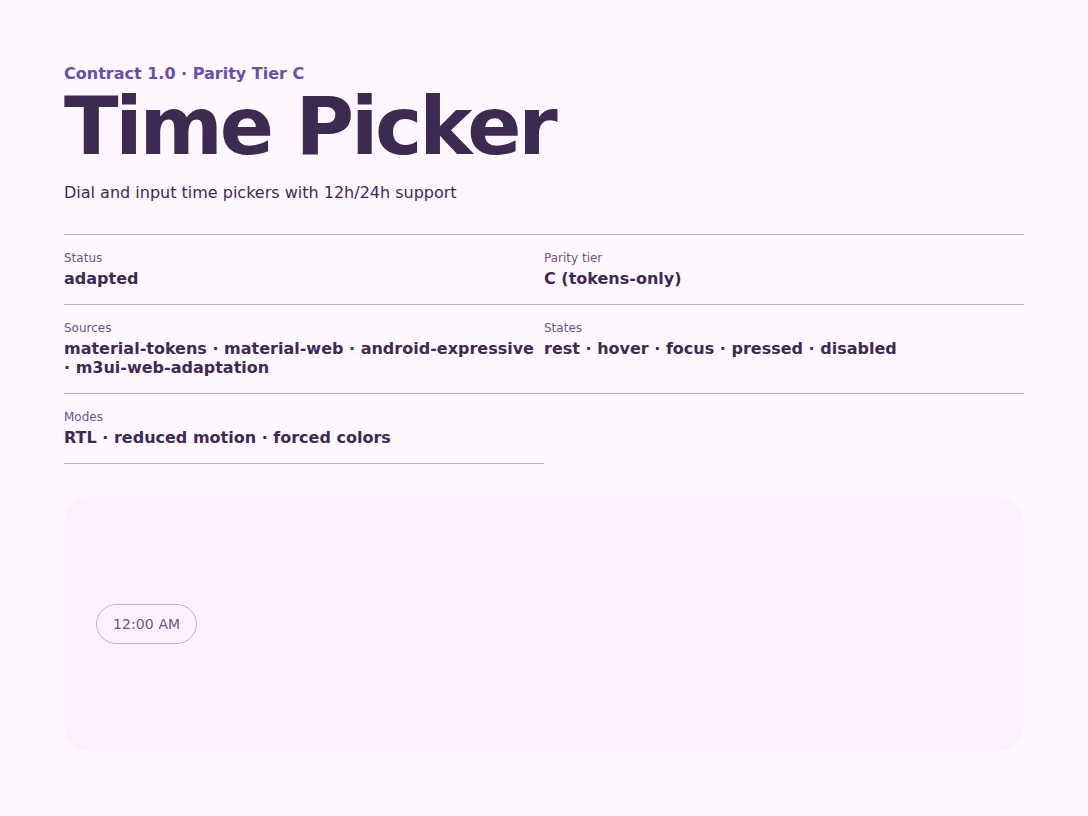 Contract 1.0 · Parity Tier C
Time Picker
Dial and input time pickers with 12h/24h support
Status
adapted
Parity tier
C (tokens-only)
Sources
material-tokens · material-web · android-expressive
· m3ui-web-adaptation
States
rest · hover · focus · pressed · disabled
Modes
RTL · reduced motion · forced colors
12:00 AM